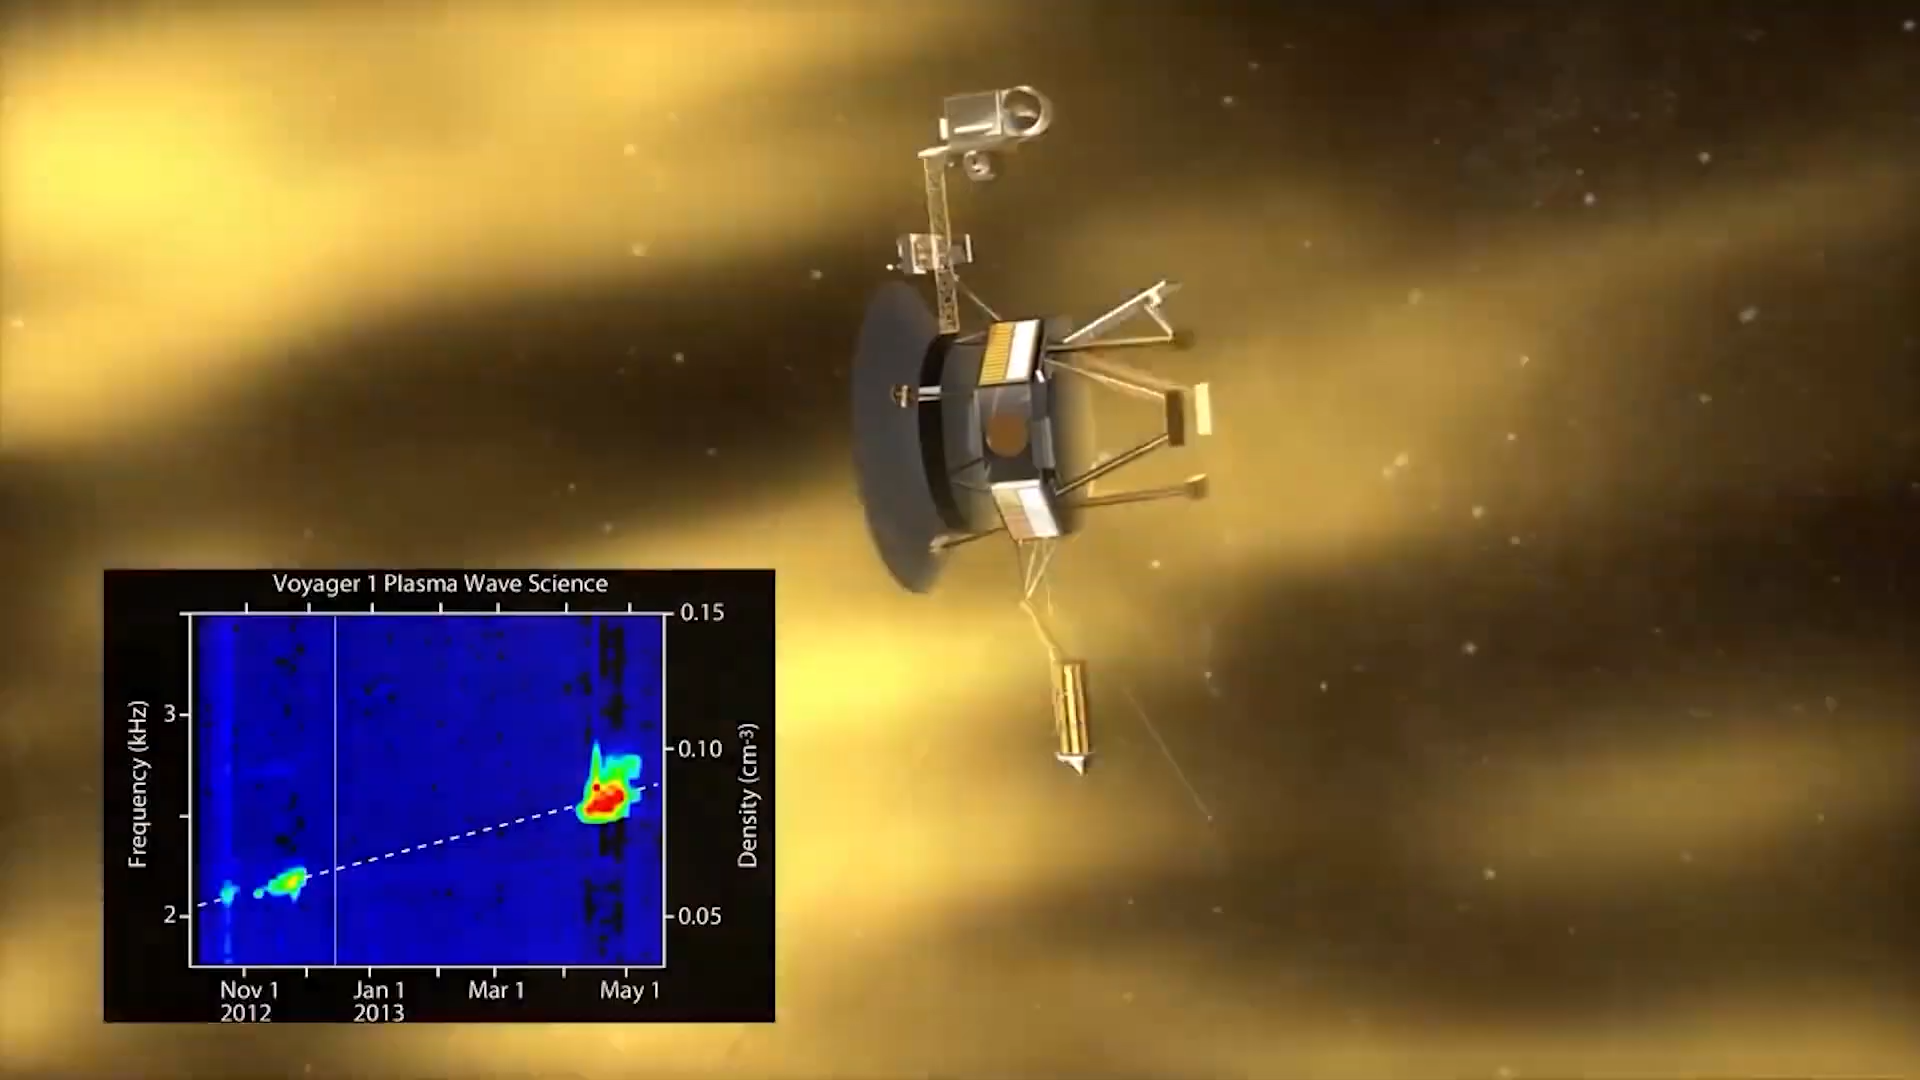 Voyager 1 Plasma Wave Science
0.15
3
0.10
Frequency (kHz)
Density (cm-3)
2
0.05
Nov 1
Jan 1
Mar 1
May 1
2012
2013